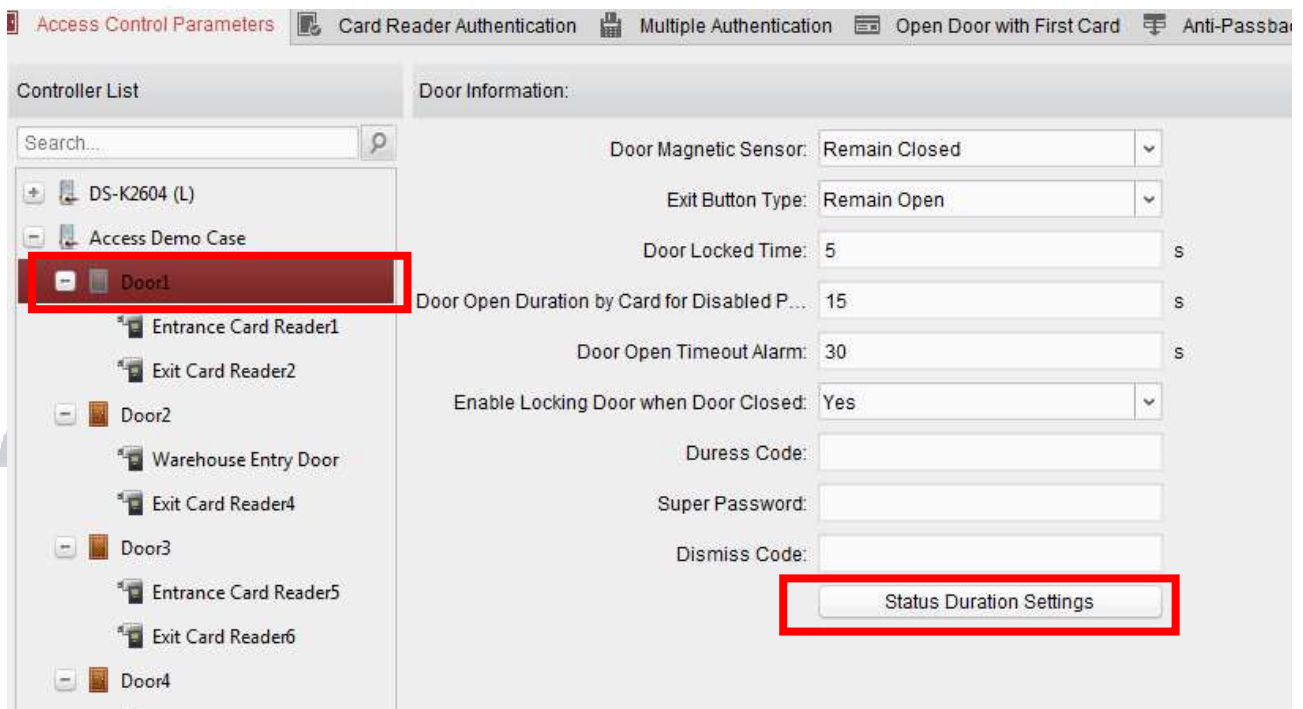 Access Control Parameters Card Reader Authentication Multiple Authentication Open Door with First Card Anti-Passbac
Controller List
Search...
DS-K2604 (L)
Access Demo Case
Door1
Entrance Card Reader1
Exit Card Reader2
Door2
Warehouse Entry Door
Exit Card Reader4
Door3
Entrance Card Reader5
Exit Card Reader6
Door4
Door Information:
Door Magnetic Sensor: Remain Closed
Exit Button Type: Remain Open
Door Locked Time: 5 s
Door Open Duration by Card for Disabled P... 15 s
Door Open Timeout Alarm: 30 s
Enable Locking Door when Door Closed: Yes
Duress Code:
Super Password:
Dismiss Code:
Status Duration Settings